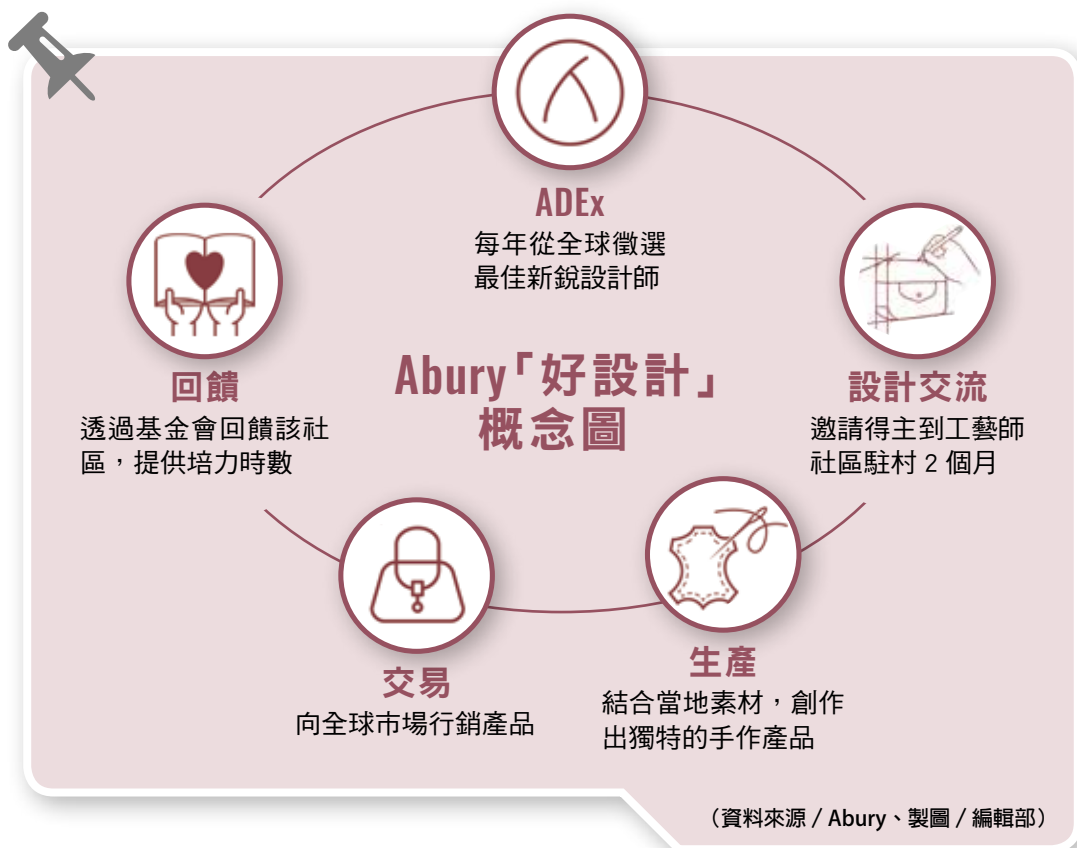 ADEx
每年從全球徵選
最佳新銳設計師
Abury「好設計」
概念圖
設計交流
邀請得主到工藝師
社區駐村 2 個月
生產
結合當地素材，創作
出獨特的手作產品
交易
向全球市場行銷產品
回饋
透過基金會回饋該社
區，提供培力時數
（資料來源 / Abury、製圖 / 編輯部）